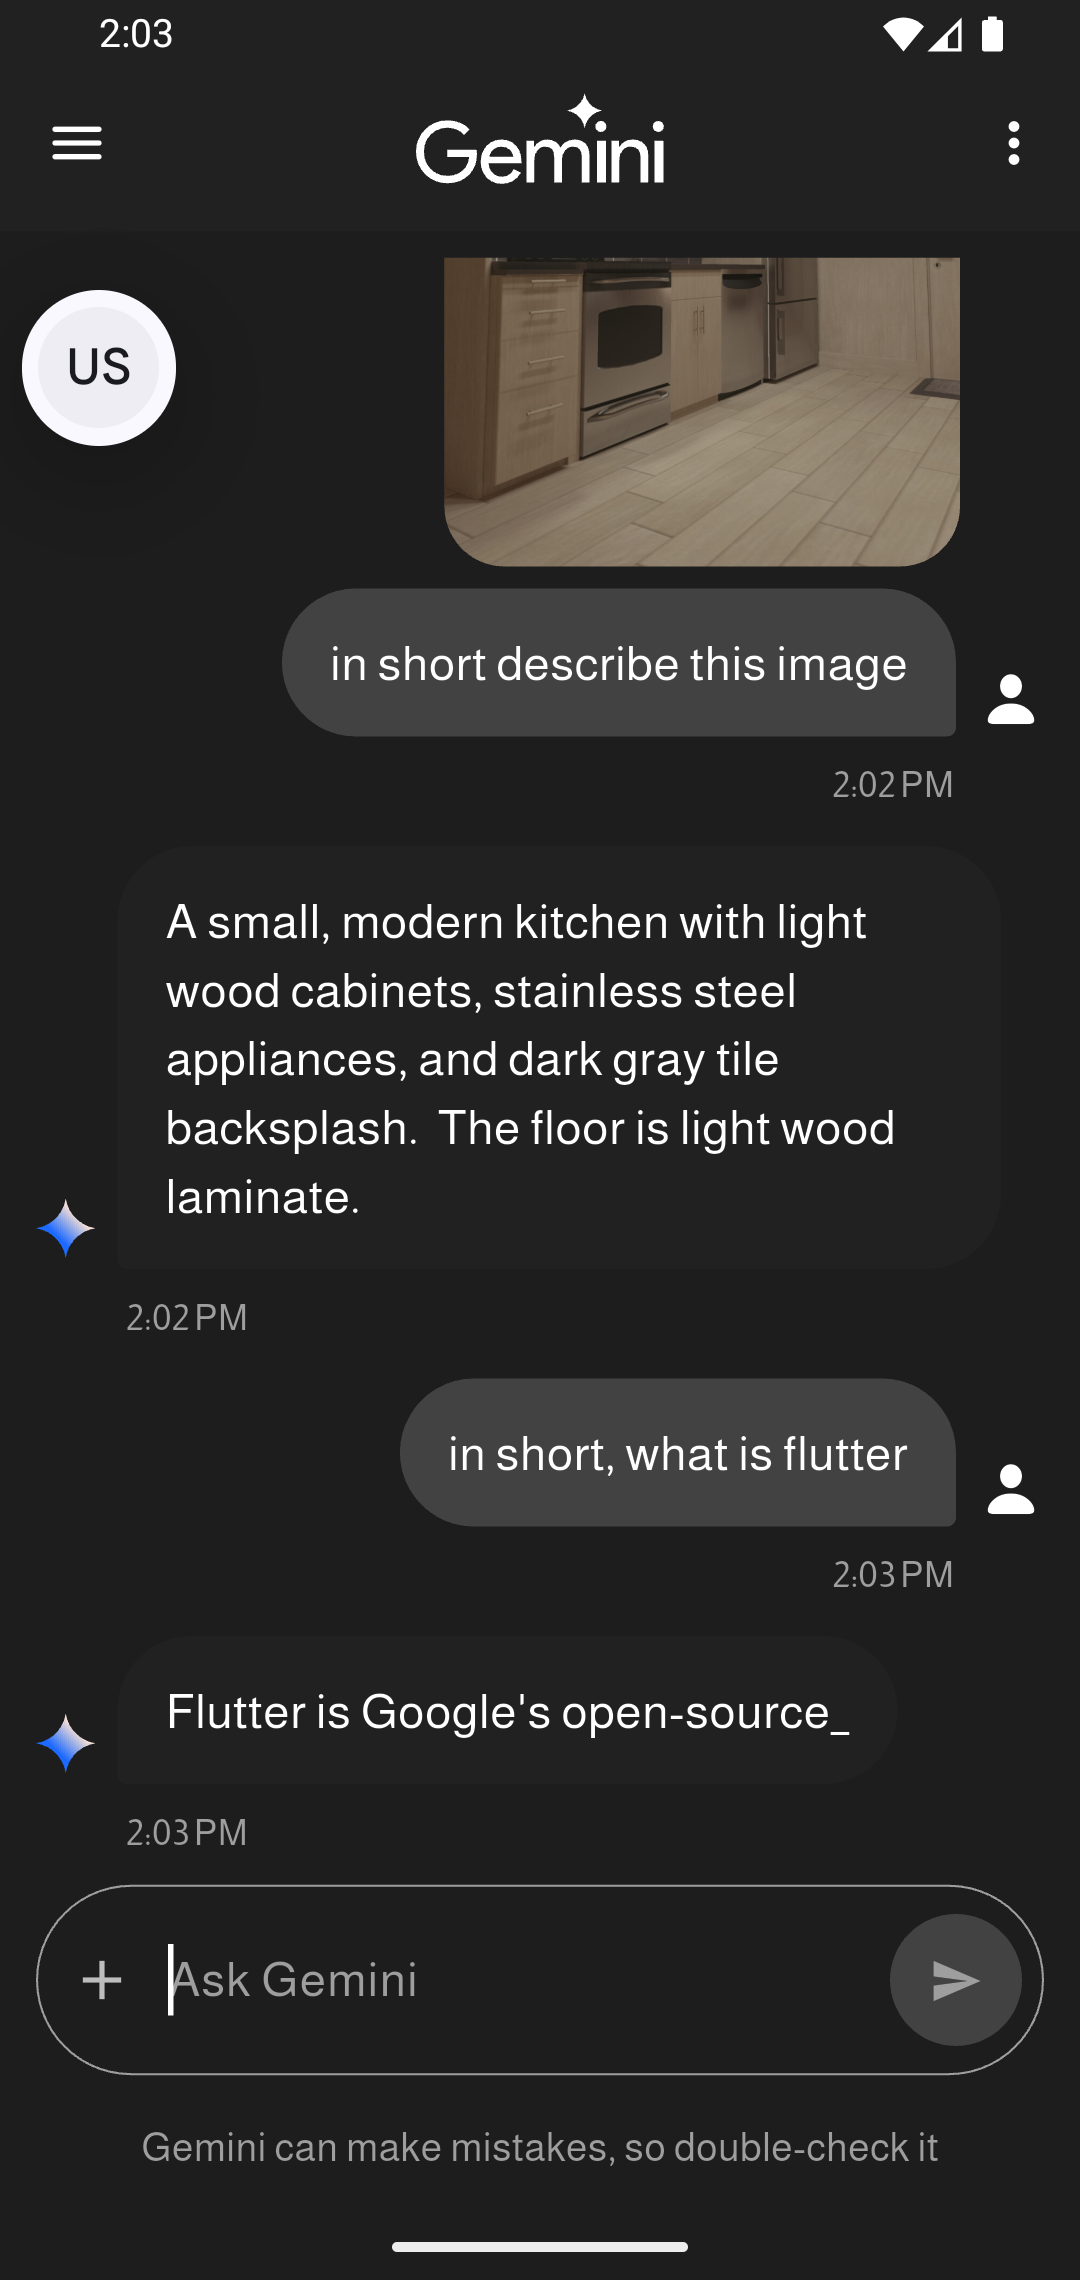 2:03
Gemini
US
in short describe this image
2:02 PM
A small, modern kitchen with light
wood cabinets, stainless steel
appliances, and dark gray tile
backsplash.  The floor is light wood
laminate.
2:02 PM
in short, what is flutter
2:03 PM
Flutter is Google's open-source_
2:03 PM
Ask Gemini
Gemini can make mistakes, so double-check it